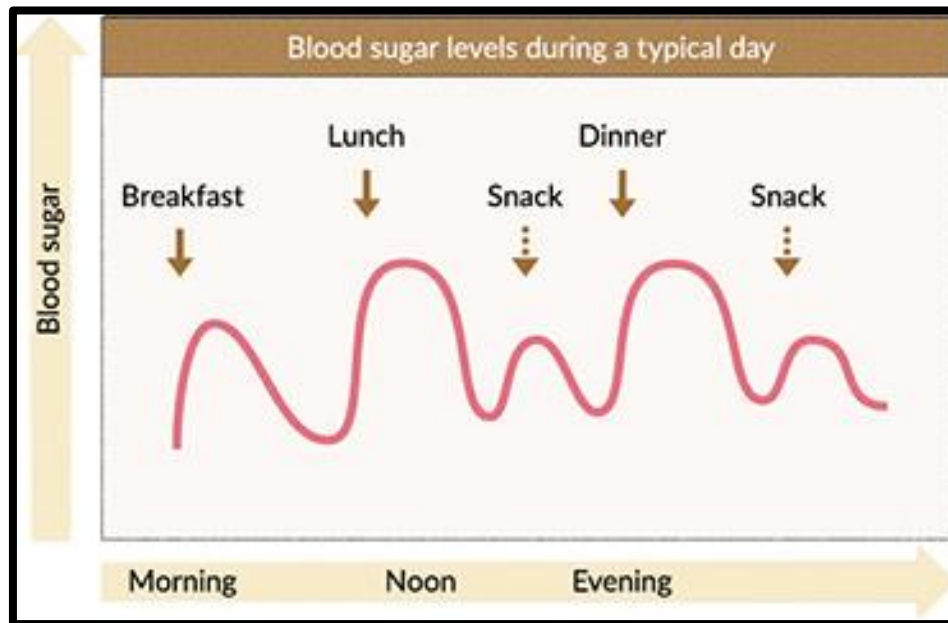 Blood sugar levels during a typical day
Lunch
Dinner
Breakfast
Snack
Snack
Blood sugar
Morning
Noon
Evening